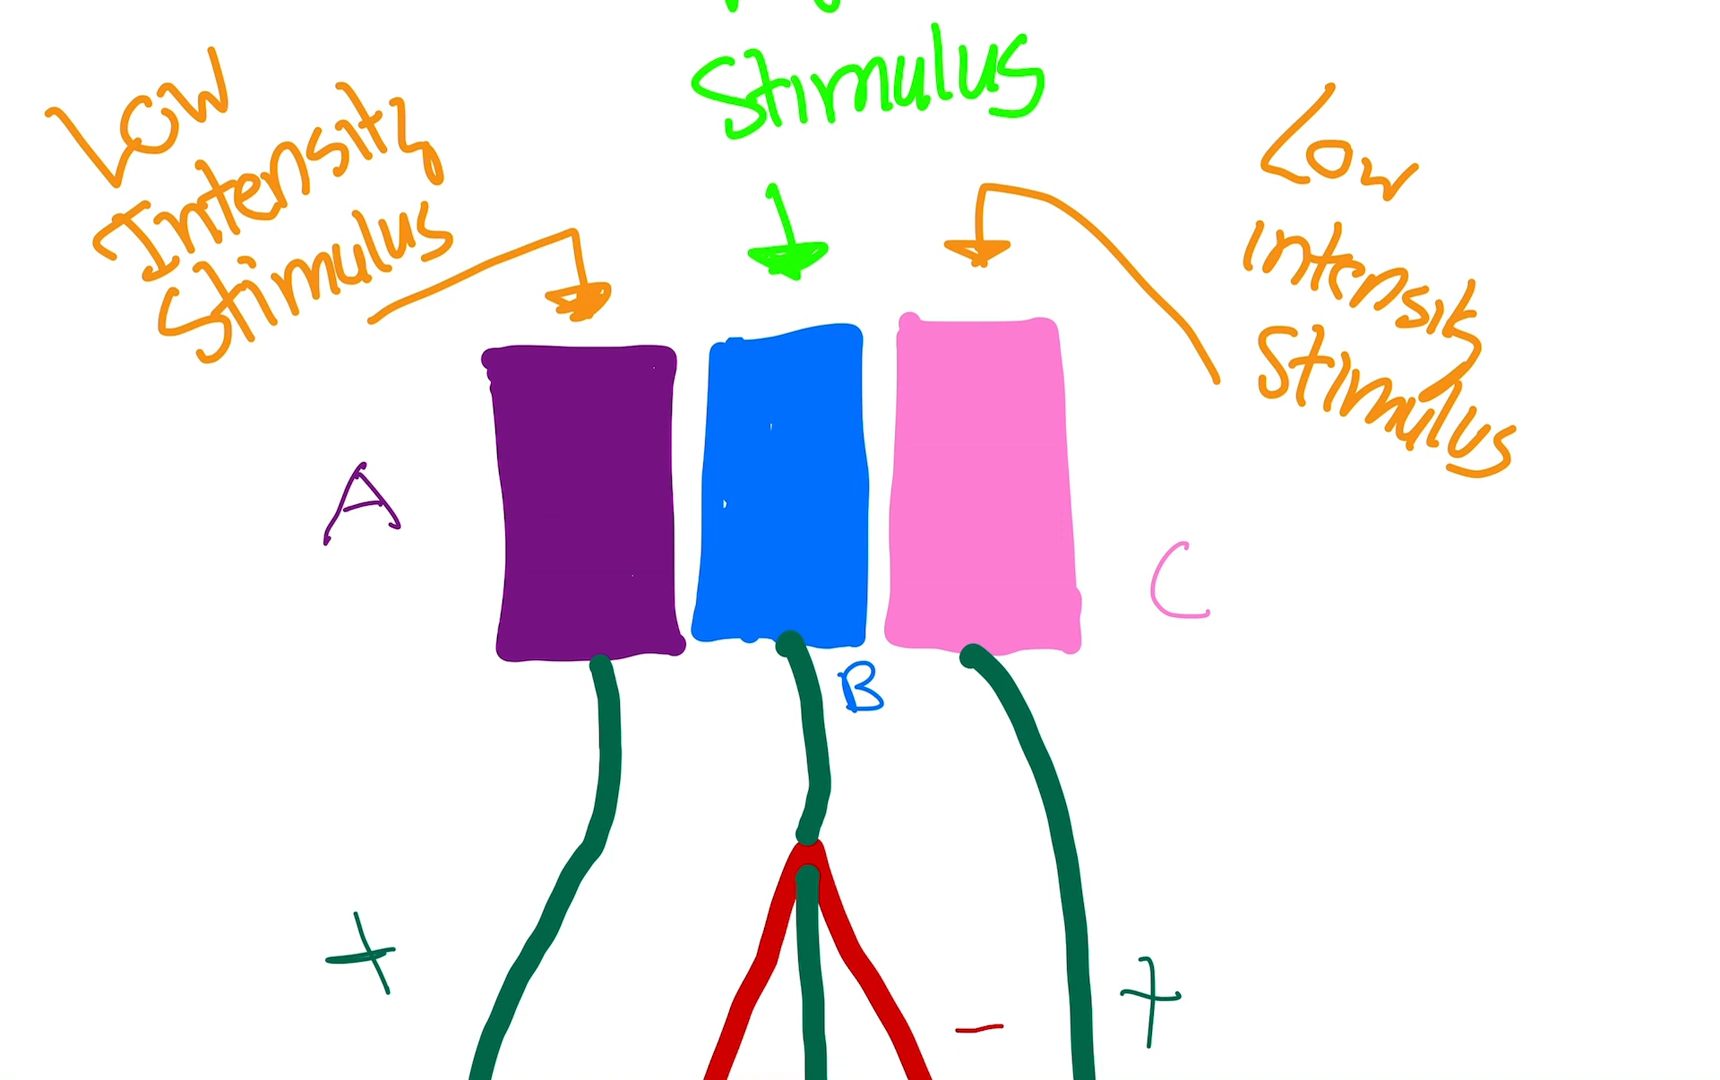 Stimulus
Low
Intensity
Stimulus
Low
intensity
Stimulus
A
B
C
+
-
+